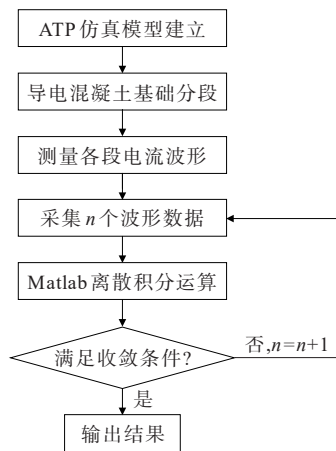 ATP仿真模型建立
导电混凝土基础分段
测量各段电流波形
采集n个波形数据
Matlab离散积分运算
满足收敛条件?
否,n=n+1
是
输出结果